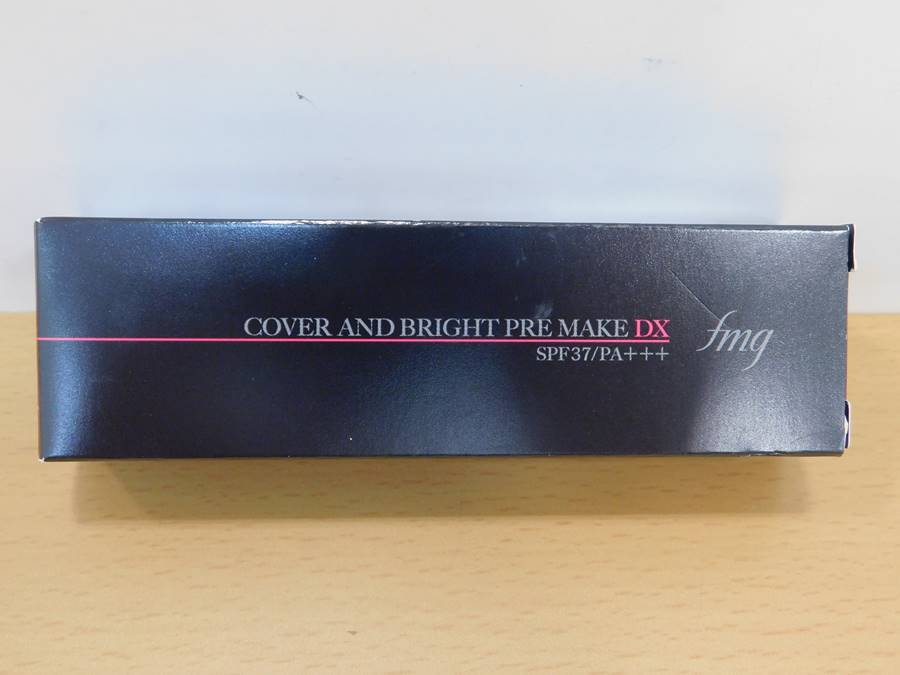 COVER AND BRIGHT PRE MAKE DX
SPF37/PA+++
fmg